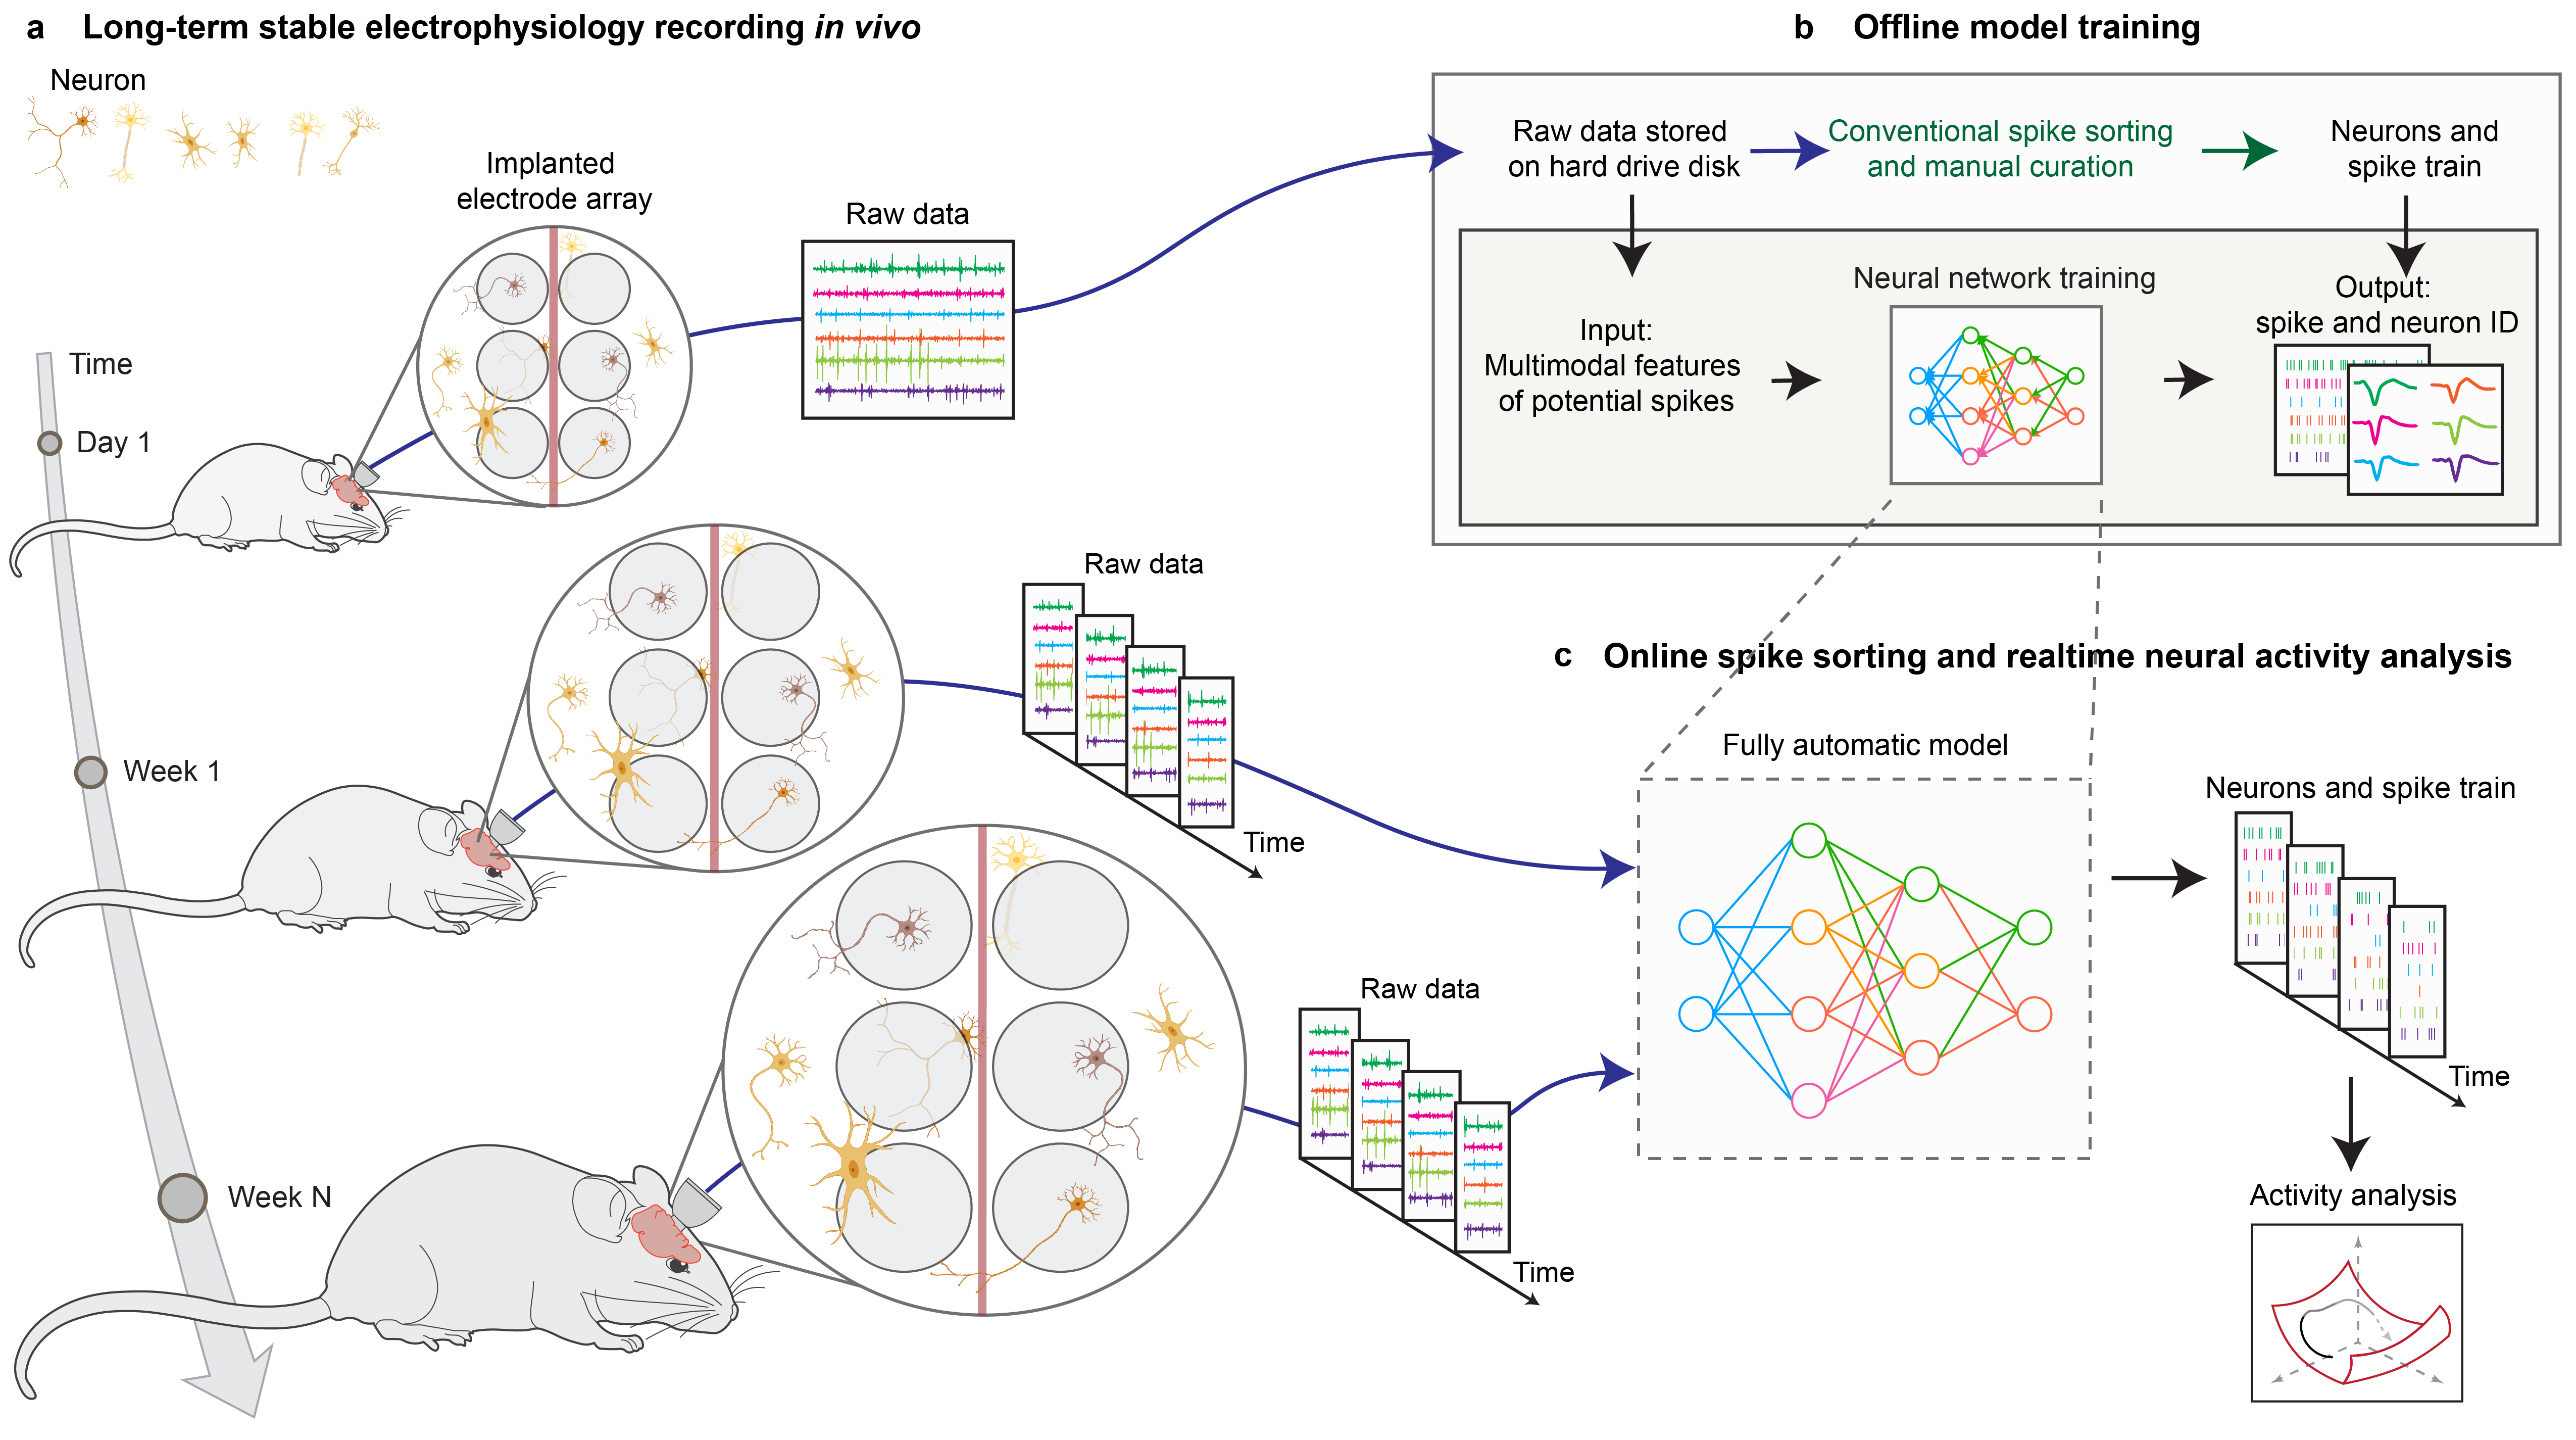 a Long-term stable electrophysiology recording in vivo
Neuron
Implanted
electrode array
Raw data
Time
Day 1
Raw data
Week 1
Time
Raw data
Week N
Time
b Offline model training
Raw data stored
on hard drive disk
Conventional spike sorting
and manual curation
Neurons and
spike train
Neural network training
Input:
Multimodal features
of potential spikes
Output:
spike and neuron ID
c Online spike sorting and realtime neural activity analysis
Fully automatic model
Neurons and spike train
Time
Activity analysis